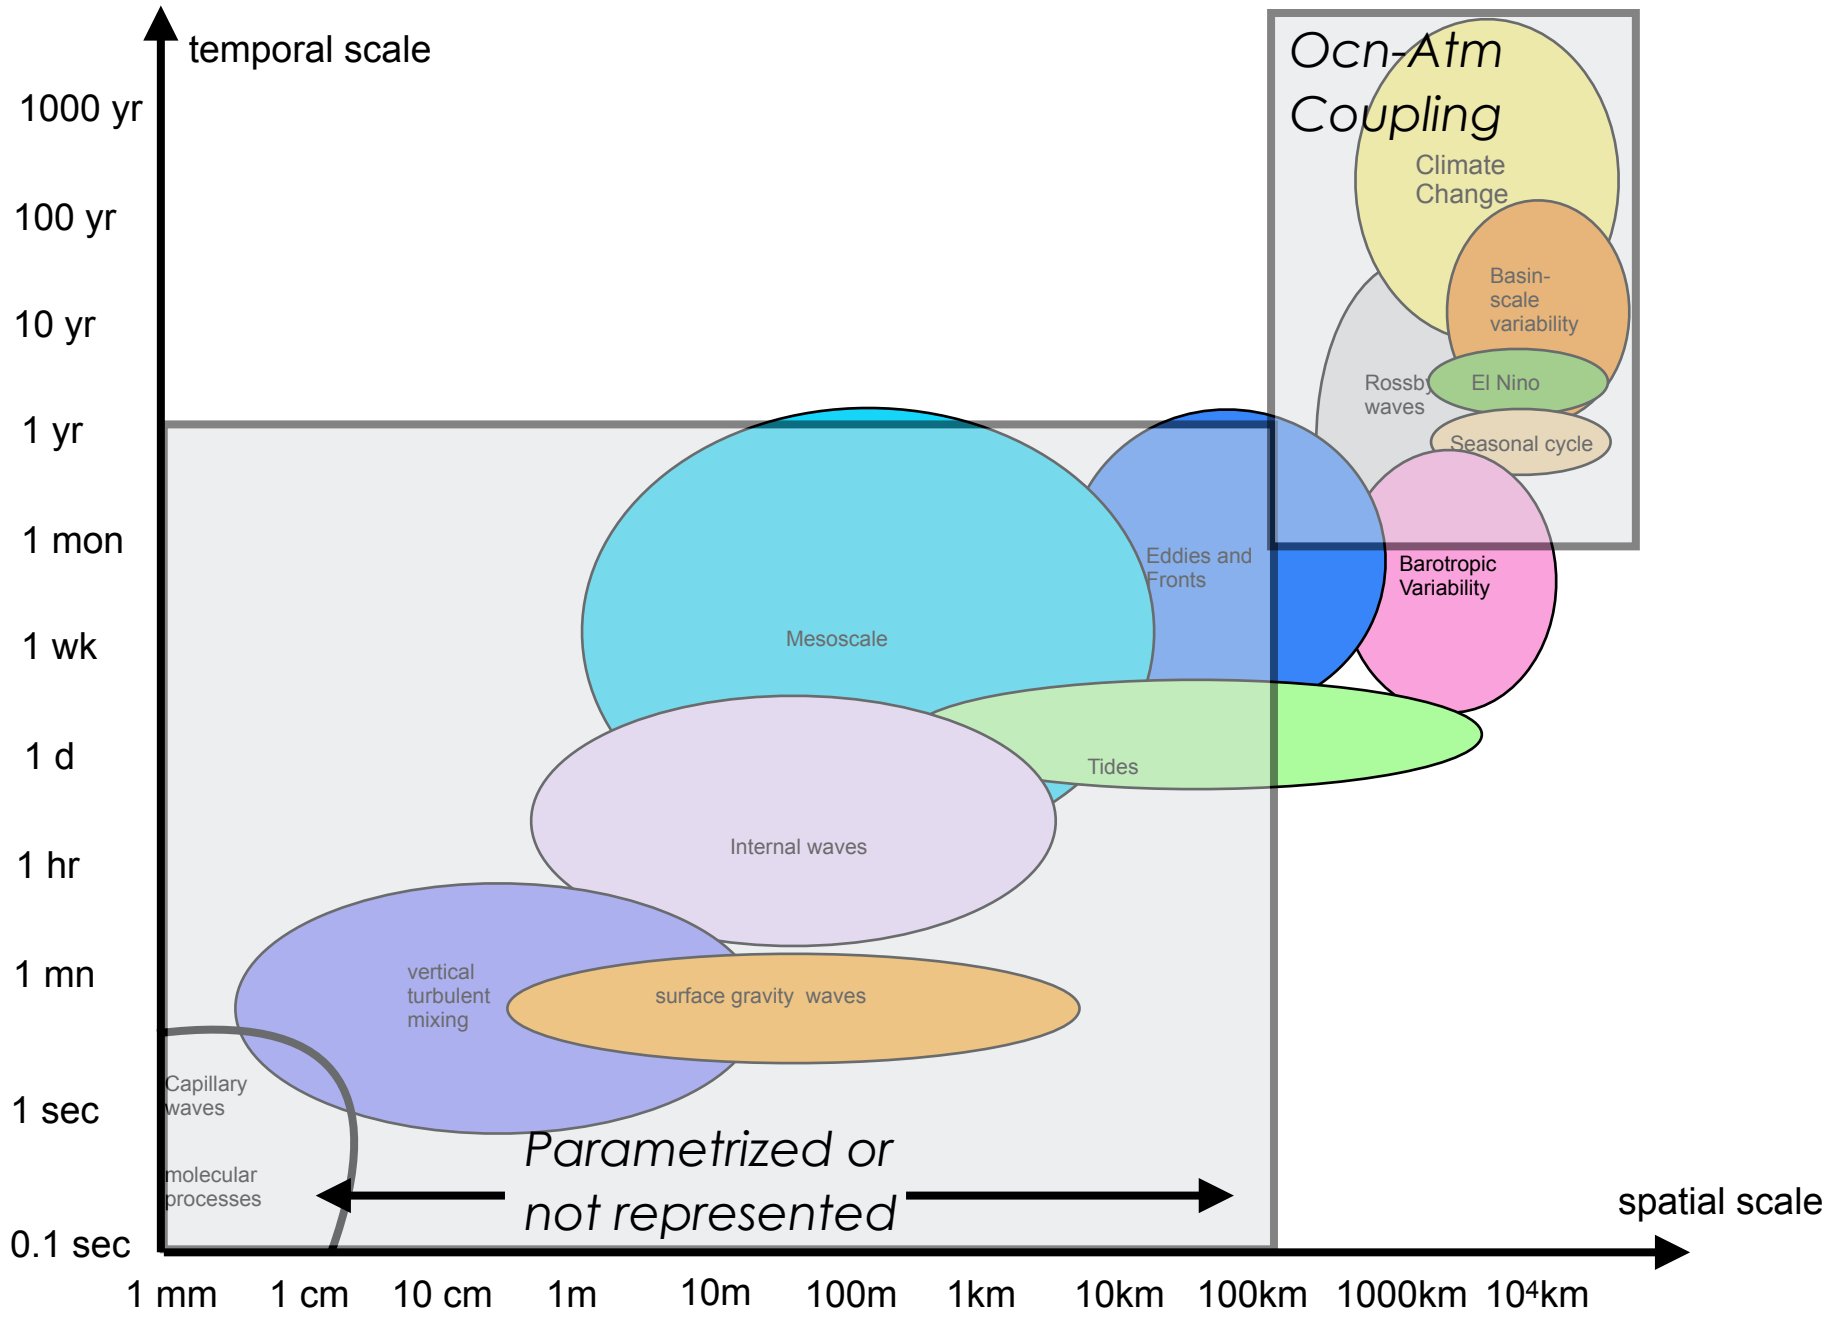 temporal scale
Ocn-Atm
Coupling
1000 yr
Climate
Change
100 yr
Basin-
scale
variability
10 yr
Rossby
waves
El Nino
1 yr
Seasonal cycle
1 mon
Eddies and
Fronts
Barotropic
Variability
1 wk
Mesoscale
1 d
Tides
Internal waves
1 hr
1 mn
vertical
turbulent
mixing
surface gravity  waves
Capillary
waves
1 sec
Parametrized or
not represented
molecular
processes
spatial scale
0.1 sec
1 mm 1 cm 10 cm 1m 10m 100m 1km 10km 100km 1000km 10⁴km